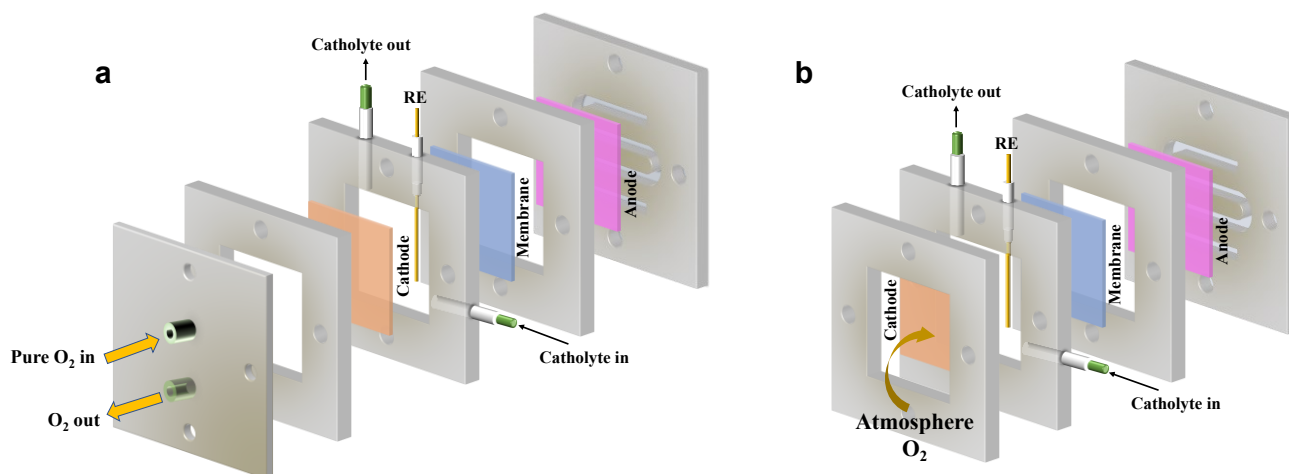 a
Catholyte out
RE
Cathode
Membrane
Anode
Pure O₂ in
O₂ out
Catholyte in
b
Catholyte out
RE
Cathode
Membrane
Anode
Atmosphere
O₂
Catholyte in